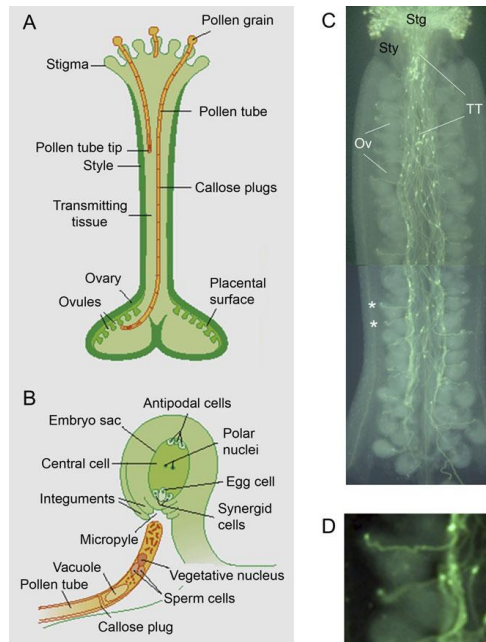 A
Pollen grain
Stigma
Pollen tube
Pollen tube tip
Style
Callose plugs
Transmitting
tissue
Ovary
Ovules
Placental
surface
B
Antipodal cells
Embryo sac
Polar
nuclei
Central cell
Egg cell
Integuments
Synergid
cells
Micropyle
Vegetative nucleus
Vacuole
Pollen tube
Sperm cells
Callose plug
C
Stg
Sty
TT
Ov
*
*
D